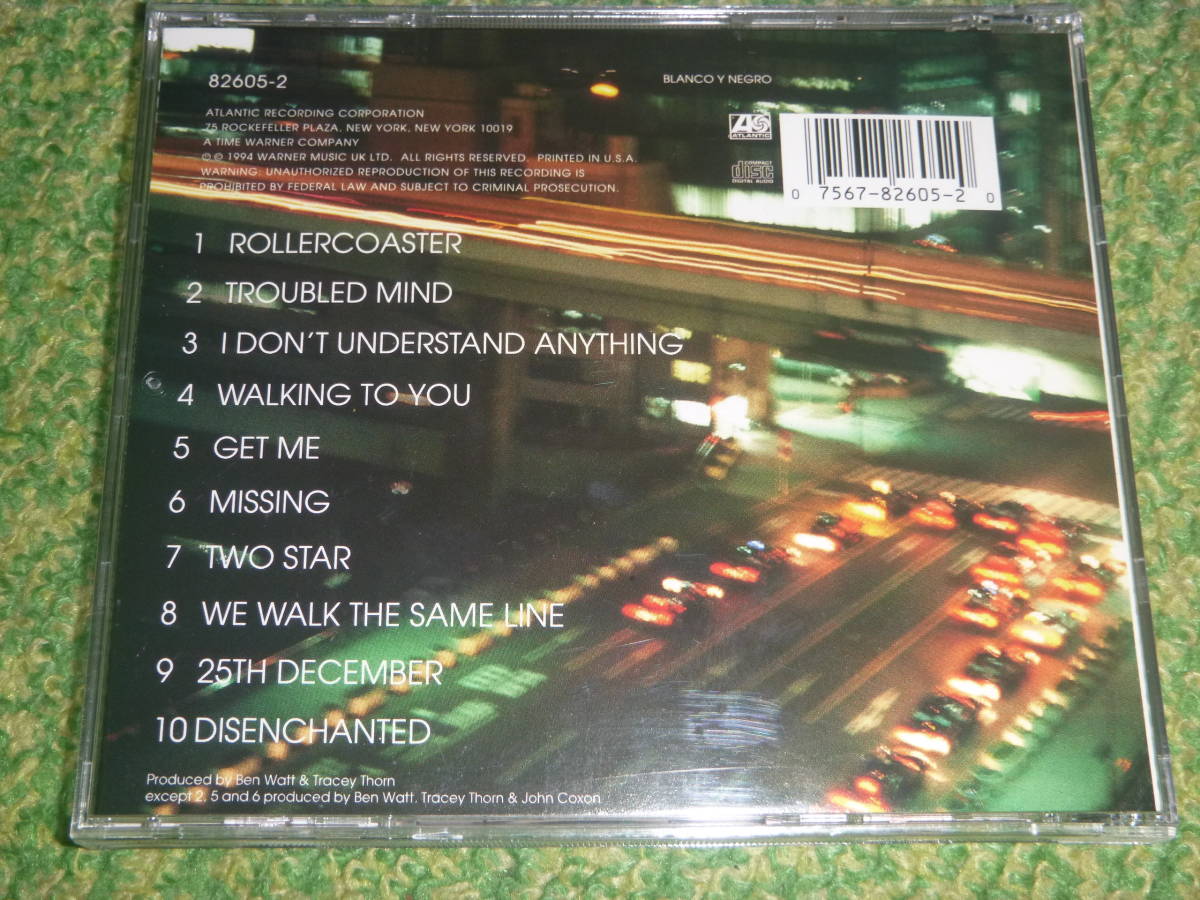 82605-2
BLANCO Y NEGRO
ATLANTIC RECORDING CORPORATION
75 ROCKEFELLER PLAZA, NEW YORK, NEW YORK 10019
A TIME WARNER COMPANY
℗ © 1994 WARNER MUSIC UK LTD. ALL RIGHTS RESERVED. PRINTED IN U.S.A.
WARNING: UNAUTHORIZED REPRODUCTION OF THIS RECORDING IS
PROHIBITED BY FEDERAL LAW AND SUBJECT TO CRIMINAL PROSECUTION.
ATLANTIC
COMPACT
disc
DIGITAL AUDIO
0 7567-82605-2 0
1 ROLLERCOASTER
2 TROUBLED MIND
3 I DON'T UNDERSTAND ANYTHING
4 WALKING TO YOU
5 GET ME
6 MISSING
7 TWO STAR
8 WE WALK THE SAME LINE
9 25TH DECEMBER
10 DISENCHANTED
Produced by Ben Watt & Tracey Thorn
except 2, 5 and 6 produced by Ben Watt, Tracey Thorn & John Coxon